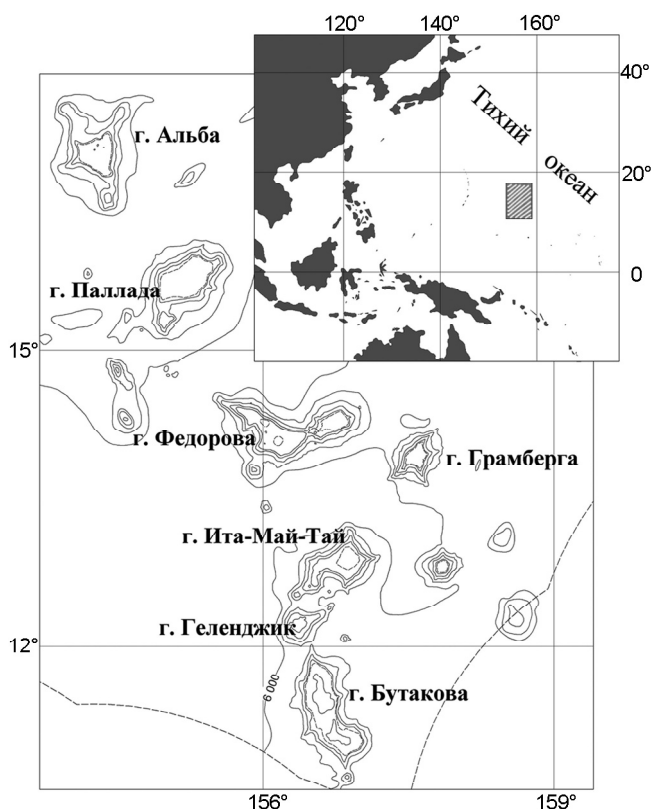 120° 140° 160°
40°
г. Альба
Тихий океан
20°
г. Паллада
0
15°
г. Федорова
г. Грамберга
г. Ита-Май-Тай
г. Геленджик
12°
6 000
г. Бутакова
156° 159°